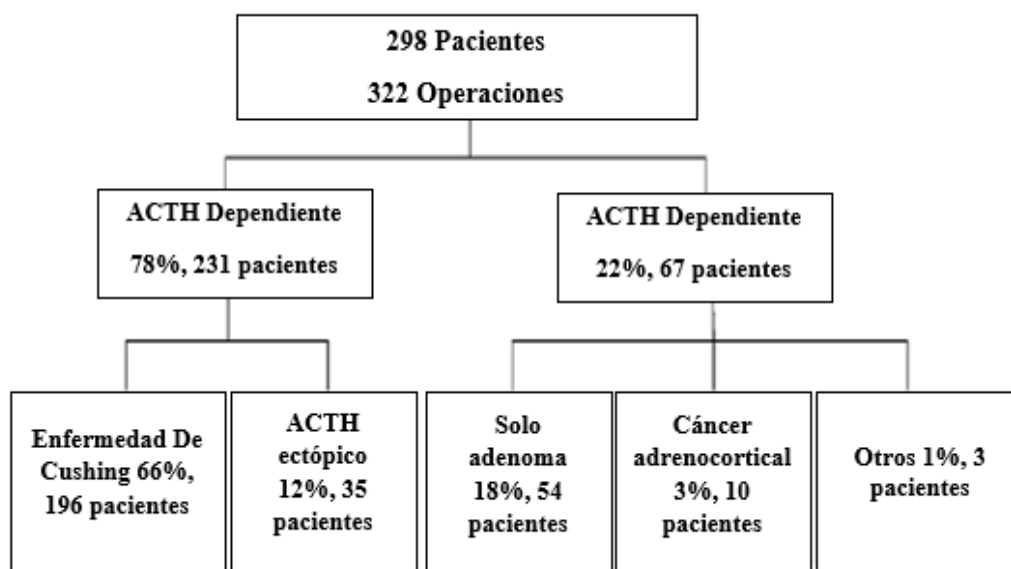 298 Pacientes
322 Operaciones
ACTH Dependiente
78%, 231 pacientes
ACTH Dependiente
22%, 67 pacientes
Enfermedad De
Cushing 66%,
196 pacientes
ACTH
ectópico
12%, 35
pacientes
Solo
adenoma
18%, 54
pacientes
Cáncer
adrenocortical
3%, 10
pacientes
Otros 1%, 3
pacientes